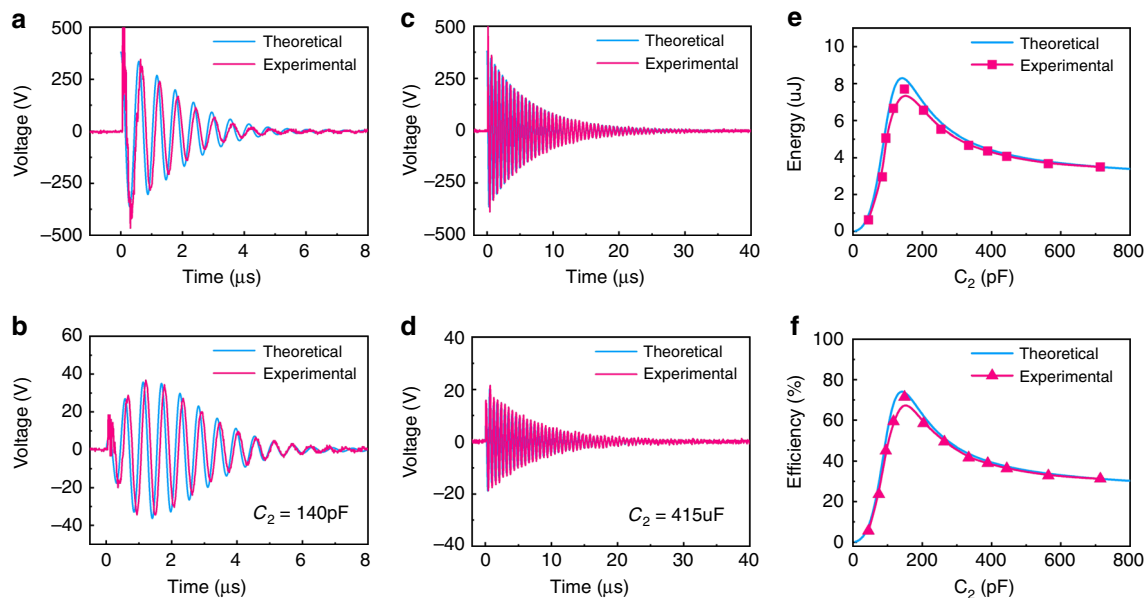 a
500
250
0
−250
−500
Voltage (V)
Theoretical
Experimental
0 2 4 6 8
Time (μs)
c
500
250
0
−250
−500
Voltage (V)
Theoretical
Experimental
0 10 20 30 40
Time (μs)
e
10
8
6
4
2
0
Energy (uJ)
Theoretical
Experimental
0 200 400 600 800
C2 (pF)
b
60
40
20
0
−20
−40
Voltage (V)
Theoretical
Experimental
C2 = 140pF
0 2 4 6 8
Time (μs)
d
40
20
0
−20
−40
Voltage (V)
Theoretical
Experimental
C2 = 415uF
0 10 20 30 40
Time (μs)
f
100
80
60
40
20
0
Efficiency (%)
Theoretical
Experimental
0 200 400 600 800
C2 (pF)